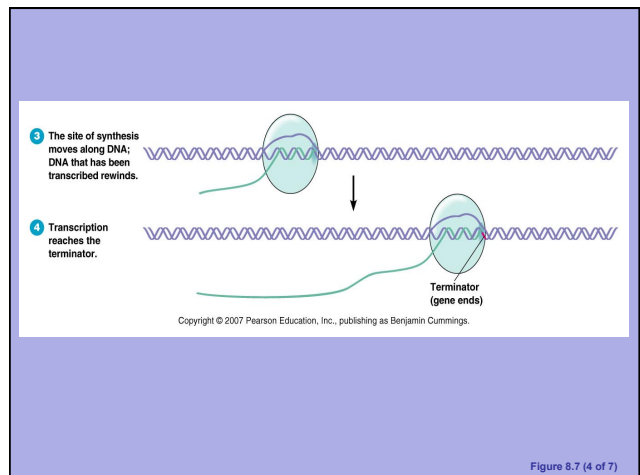 3 The site of synthesis
moves along DNA;
DNA that has been
transcribed rewinds.
4 Transcription
reaches the
terminator.
Terminator
(gene ends)
Copyright © 2007 Pearson Education, Inc., publishing as Benjamin Cummings.
Figure 8.7 (4 of 7)